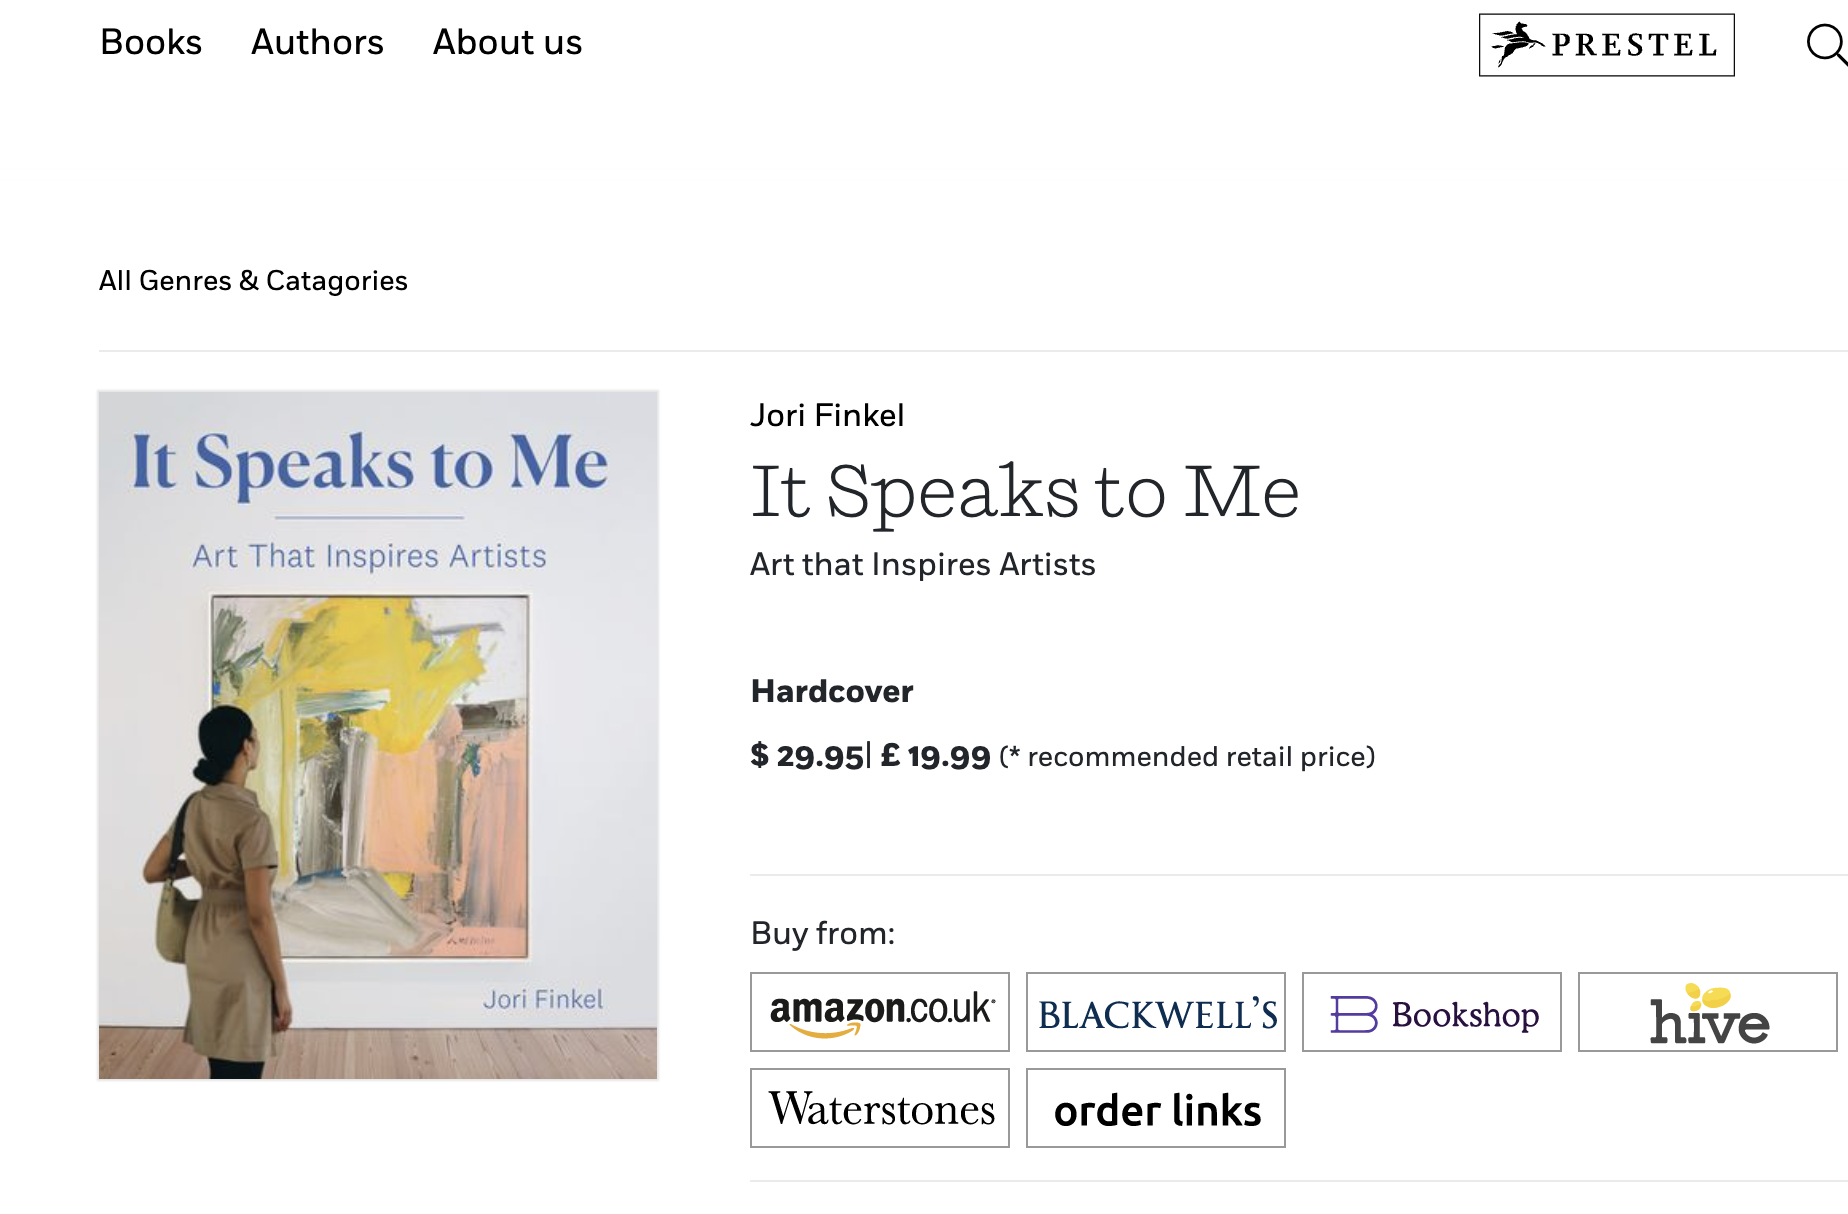 Books Authors About us PRESTEL
All Genres & Catagories
It Speaks to Me
Art That Inspires Artists
Jori Finkel
Jori Finkel
It Speaks to Me
Art that Inspires Artists
Hardcover
$ 29.95| £ 19.99 (* recommended retail price)
Buy from:
amazon.co.uk BLACKWELL'S Bookshop hive
Waterstones order links